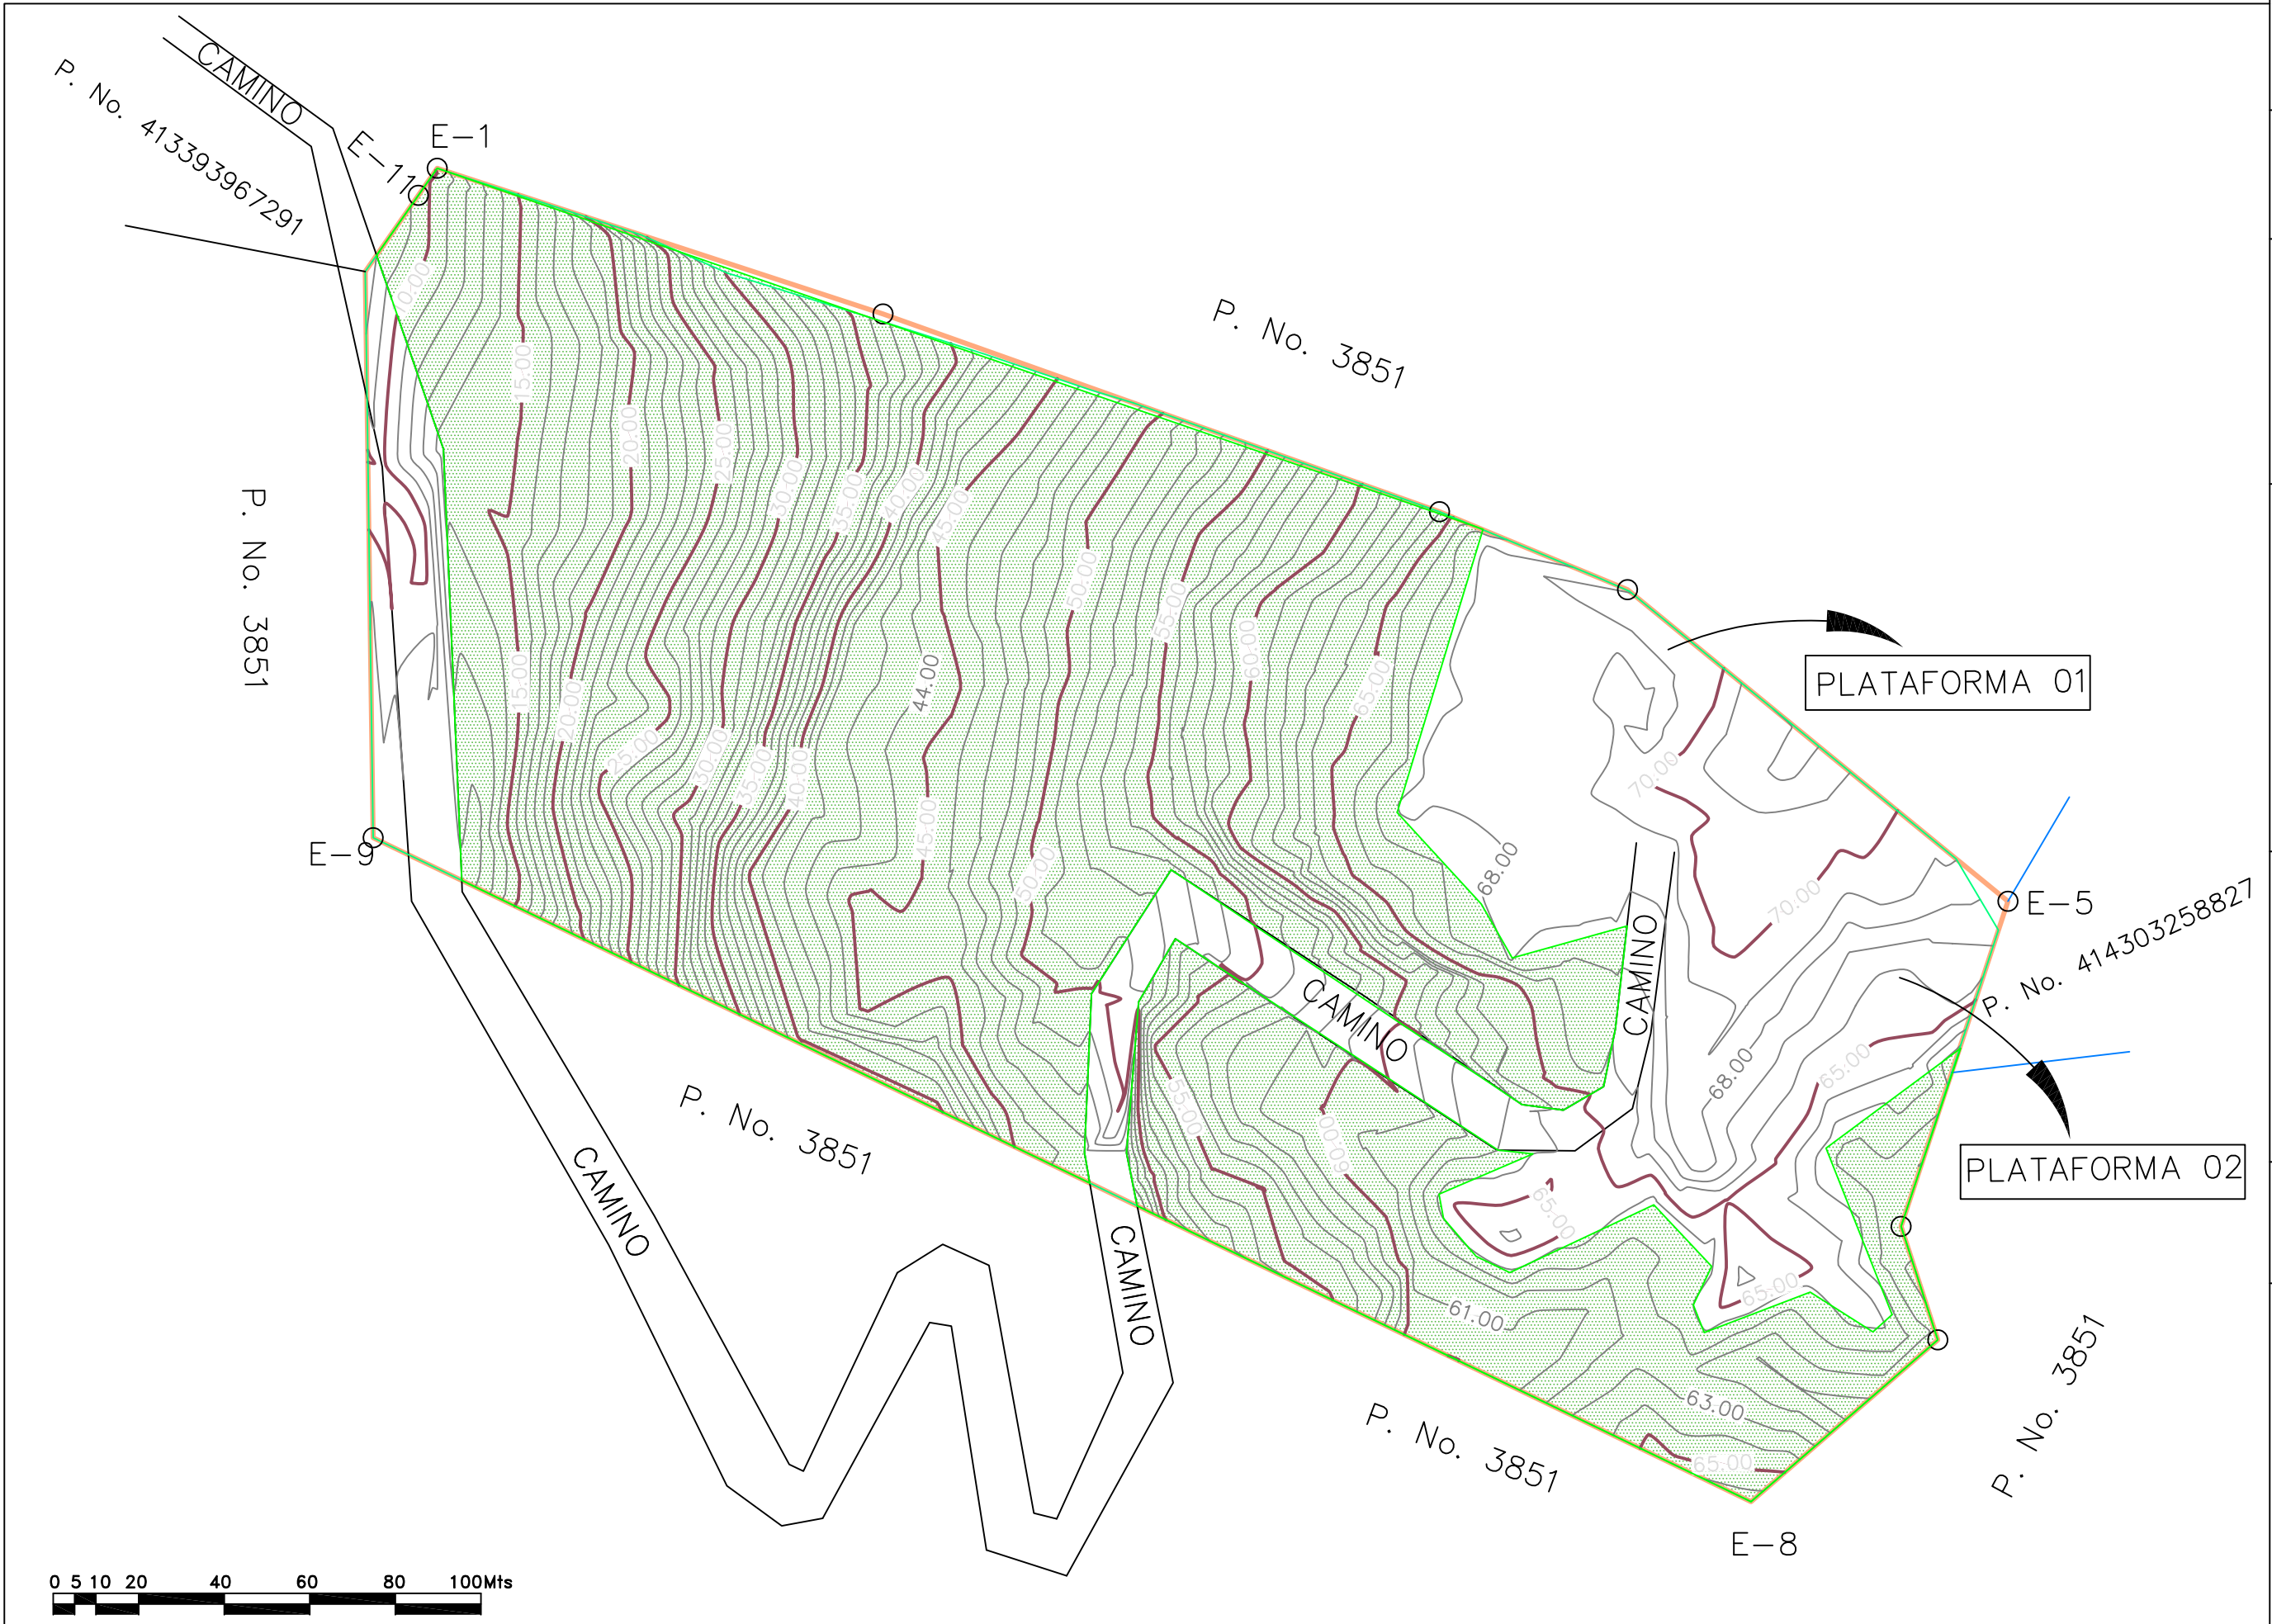 CAMINO
P. No. 413393967291
E-1
E-11
P. No. 3851
10.00
15.00
20.00
25.00
30.00
35.00
40.00
45.00
50.00
55.00
60.00
65.00
44.00
P. No. 3851
15.00
20.00
25.00
30.00
35.00
40.00
45.00
50.00
PLATAFORMA 01
70.00
68.00
70.00
E-9
E-5
P. No. 414303258827
CAMINO
CAMINO
68.00
65.00
PLATAFORMA 02
55.00
60.00
65.00
65.00
61.00
63.00
65.00
P. No. 3851
CAMINO
CAMINO
P. No. 3851
P. No. 3851
E-8
0 5 10 20 40 60 80 100Mts